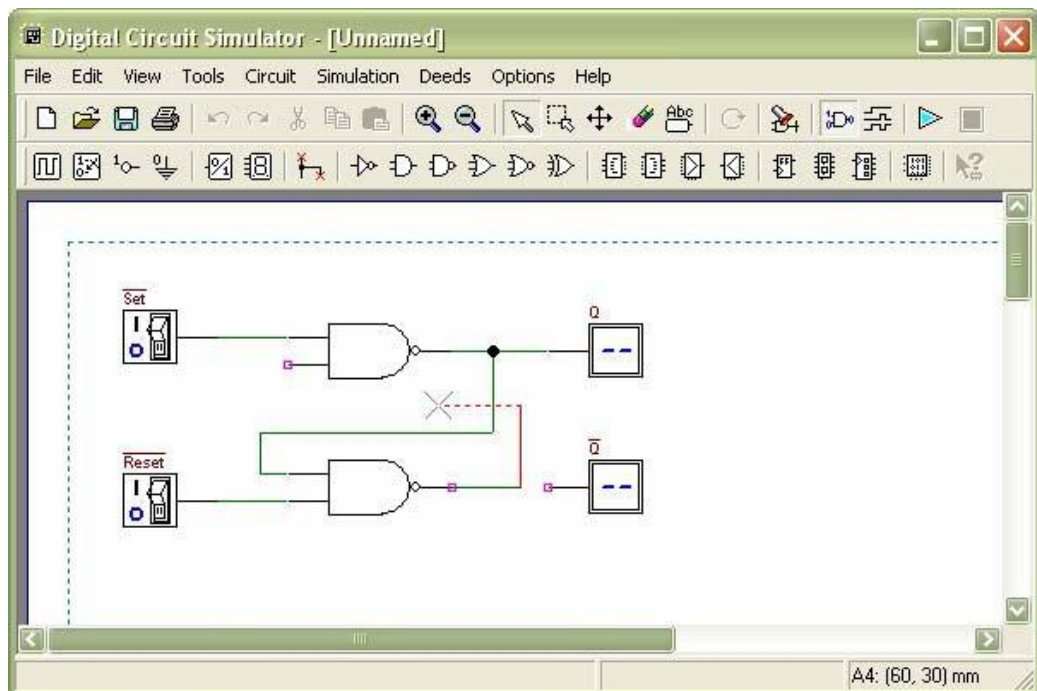 Digital Circuit Simulator - [Unnamed]
File Edit View Tools Circuit Simulation Deeds Options Help
Abc
Set
Q
Reset
Q
A4: (60, 30) mm